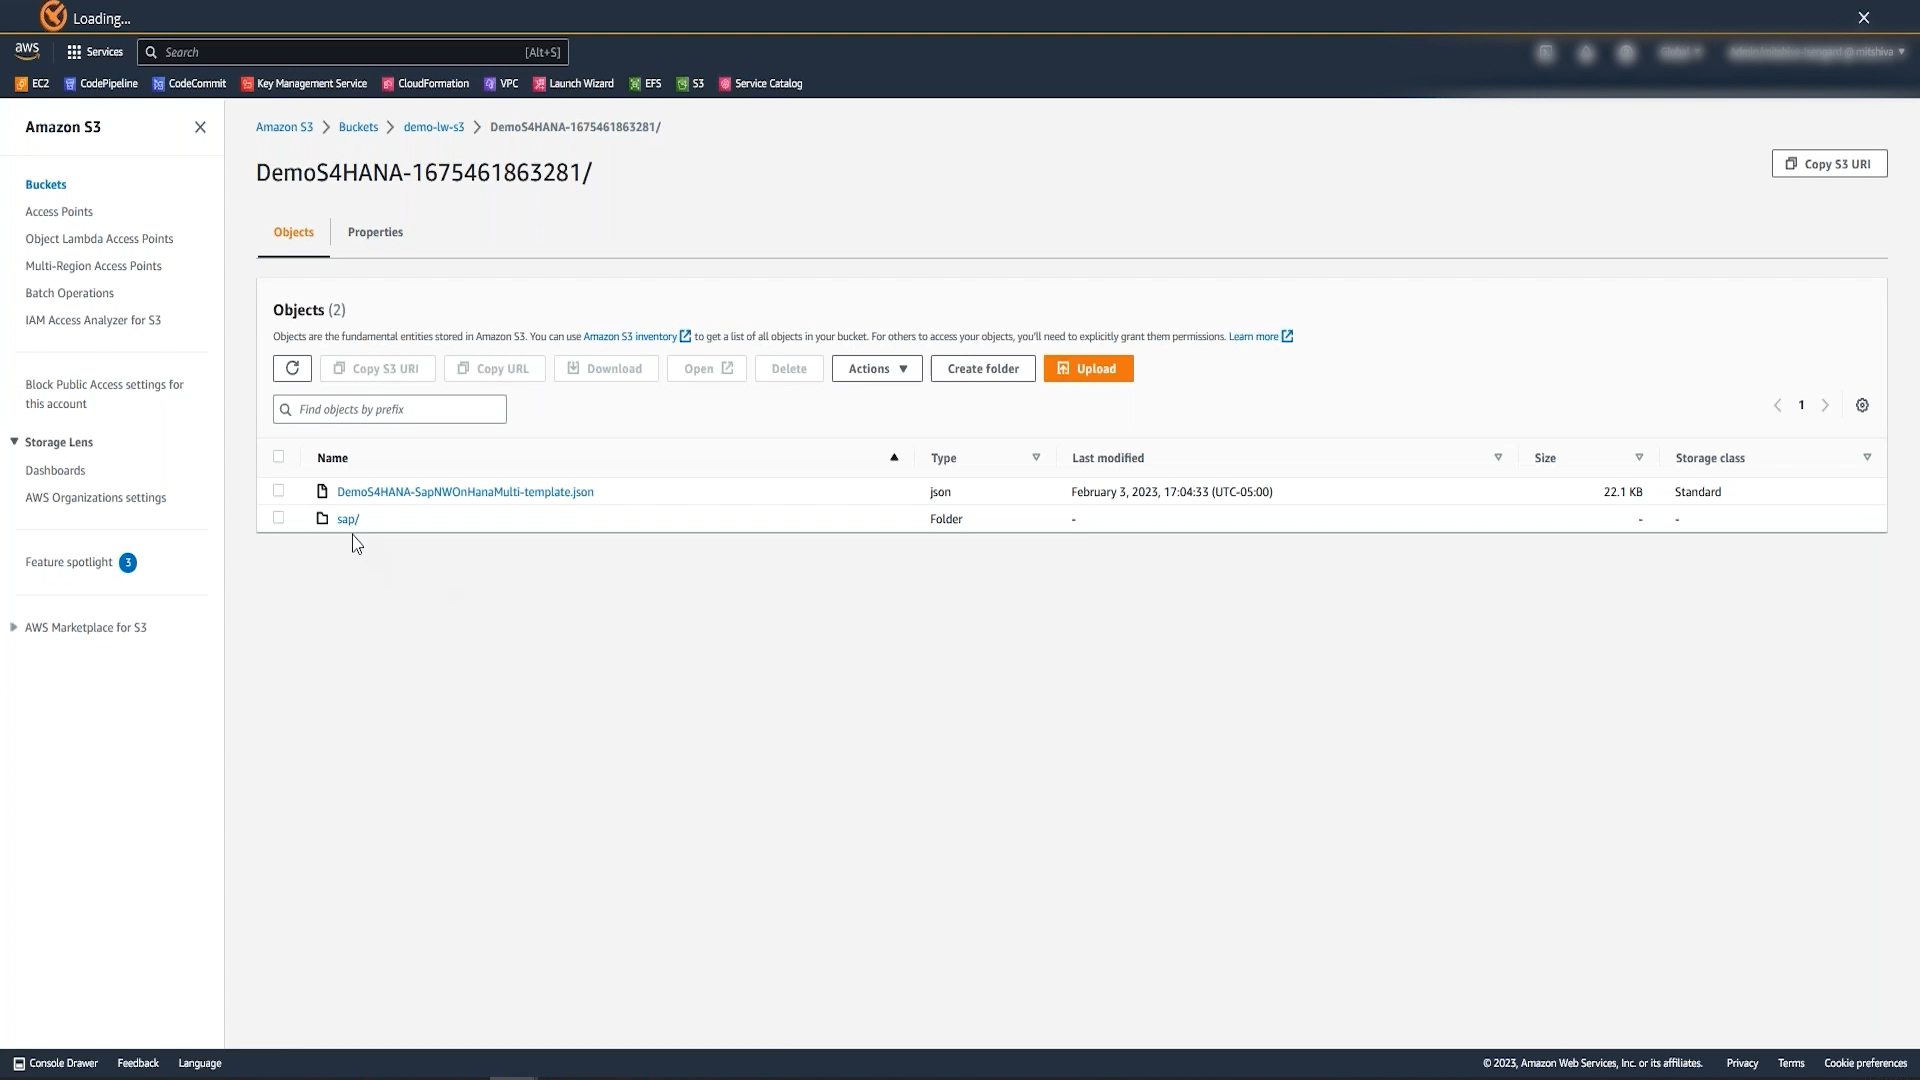 Loading...
aws
Services
Search
[Alt+S]
EC2
CodePipeline
CodeCommit
Key Management Service
CloudFormation
VPC
Launch Wizard
EFS
S3
Service Catalog
Amazon S3
Buckets
Access Points
Object Lambda Access Points
Multi-Region Access Points
Batch Operations
IAM Access Analyzer for S3
Block Public Access settings for
this account
Storage Lens
Dashboards
AWS Organizations settings
Feature spotlight 3
AWS Marketplace for S3
Amazon S3 > Buckets > demo-lw-s3 > DemoS4HANA-1675461863281/
DemoS4HANA-1675461863281/
Copy S3 URI
Objects
Properties
Objects (2)
Objects are the fundamental entities stored in Amazon S3. You can use Amazon S3 inventory to get a list of all objects in your bucket. For others to access your objects, you'll need to explicitly grant them permissions. Learn more
Copy S3 URI
Copy URL
Download
Open
Delete
Actions
Create folder
Upload
Find objects by prefix
1
Name Type Last modified Size Storage class
DemoS4HANA-SapNWOnHanaMulti-template.json json February 3, 2023, 17:04:33 (UTC-05:00) 22.1 KB Standard
sap/ Folder - - -
Console Drawer
Feedback
Language
© 2023, Amazon Web Services, Inc. or its affiliates.
Privacy
Terms
Cookie preferences